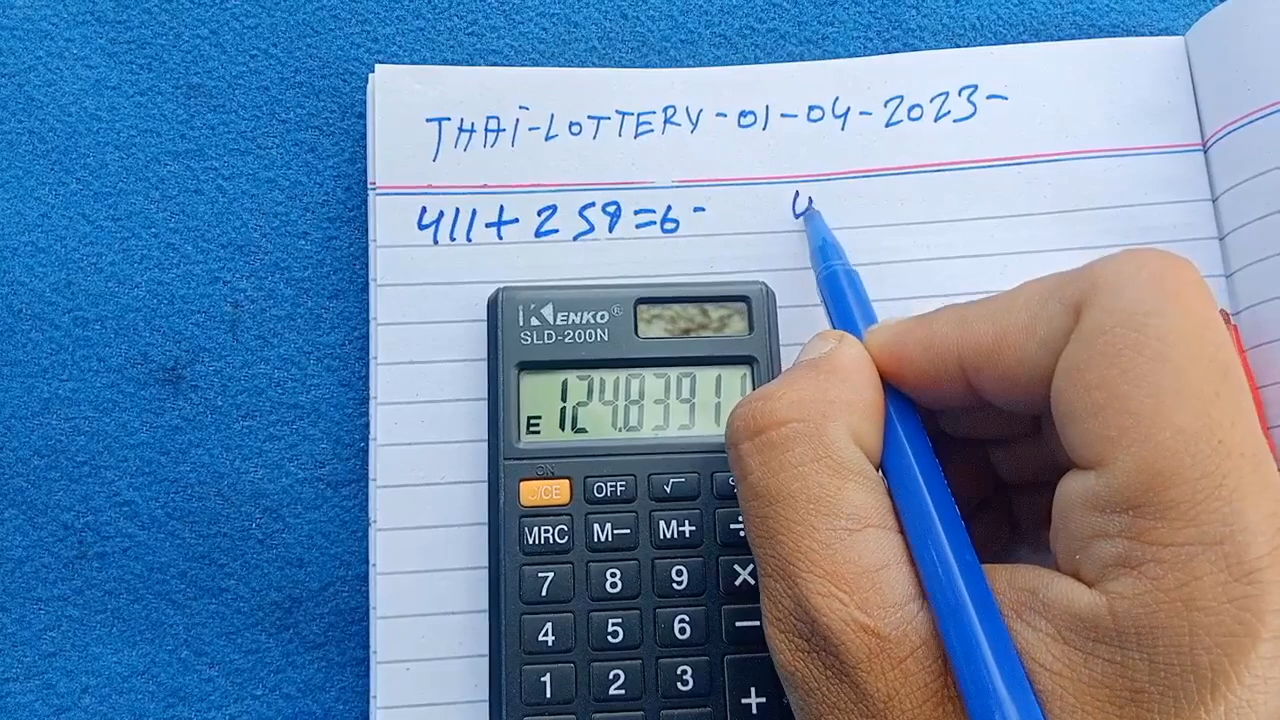 THAI-LOTTERY-01-04-2023-
411+259=6-
4
KENKO®
SLD-200N
E 124.83911
ON
C/CE OFF √
MRC M— M+ ÷
7 8 9 ×
4 5 6 —
1 2 3 +